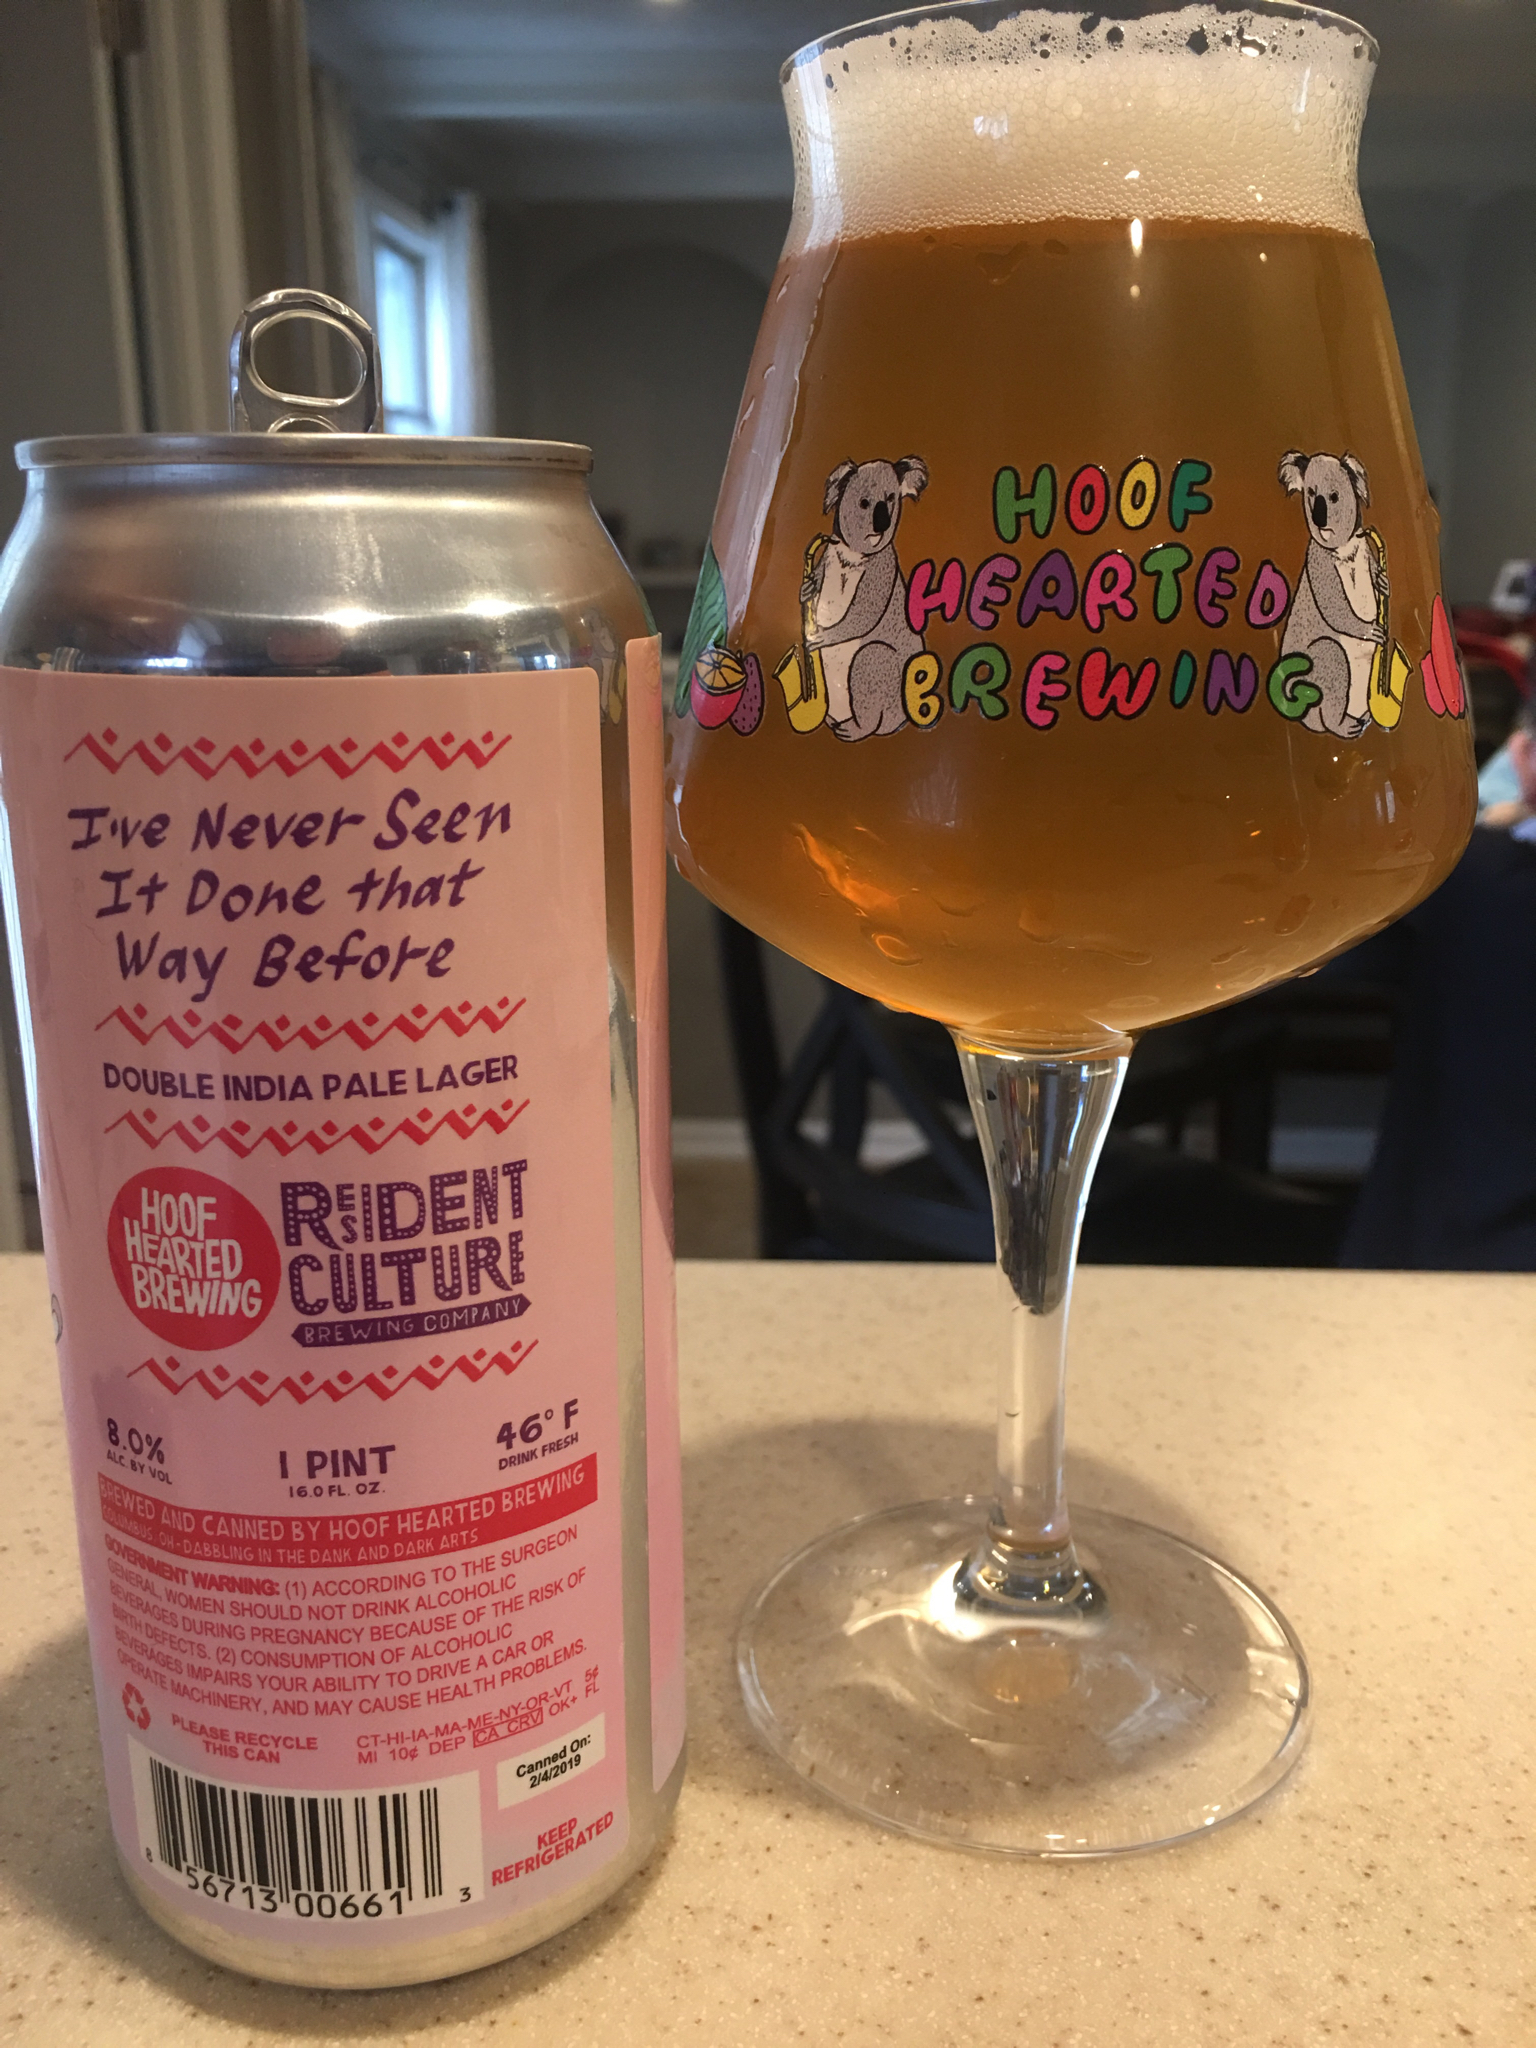 I've Never Seen
It Done that
Way Before
DOUBLE INDIA PALE LAGER
HOOF
HEARTED
BREWING
RESIDENT
CULTURE
BREWING COMPANY
8.0%
ALC. BY VOL
1 PINT
16.0 FL. OZ.
46° F
DRINK FRESH
BREWED AND CANNED BY HOOF HEARTED BREWING
COLUMBUS, OH - DABBLING IN THE DANK AND DARK ARTS
GOVERNMENT WARNING: (1) ACCORDING TO THE SURGEON
GENERAL, WOMEN SHOULD NOT DRINK ALCOHOLIC
BEVERAGES DURING PREGNANCY BECAUSE OF THE RISK OF
BIRTH DEFECTS. (2) CONSUMPTION OF ALCOHOLIC
BEVERAGES IMPAIRS YOUR ABILITY TO DRIVE A CAR OR
OPERATE MACHINERY, AND MAY CAUSE HEALTH PROBLEMS.
PLEASE RECYCLE
THIS CAN
CT-HI-IA-MA-ME-NY-OR-VT 5¢
MI 10¢ DEP CA CRV OK+ FL
Canned On:
2/4/2019
KEEP
REFRIGERATED
8 56713 00661 3
HOOF
HEARTED
BREWING